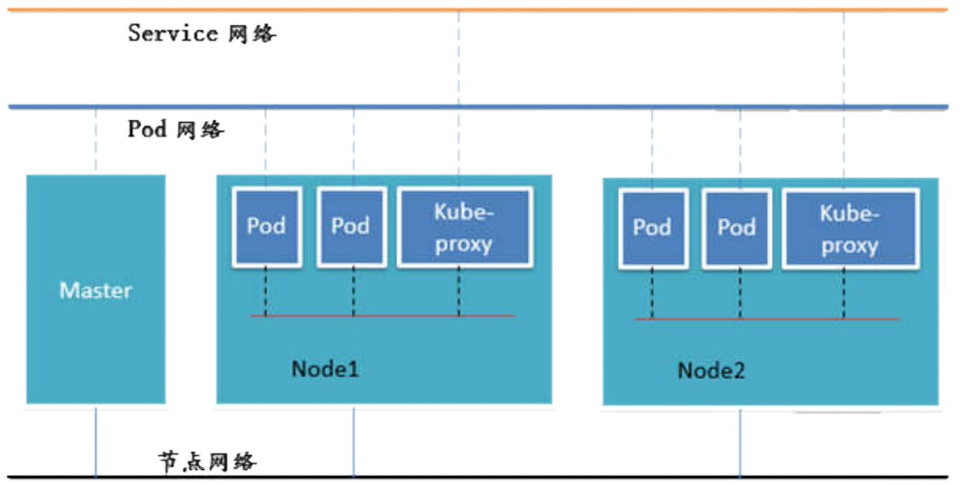 Service 网络
Pod 网络
Master
Pod
Pod
Kube-
proxy
Node1
Pod
Pod
Kube-
proxy
Node2
节点网络